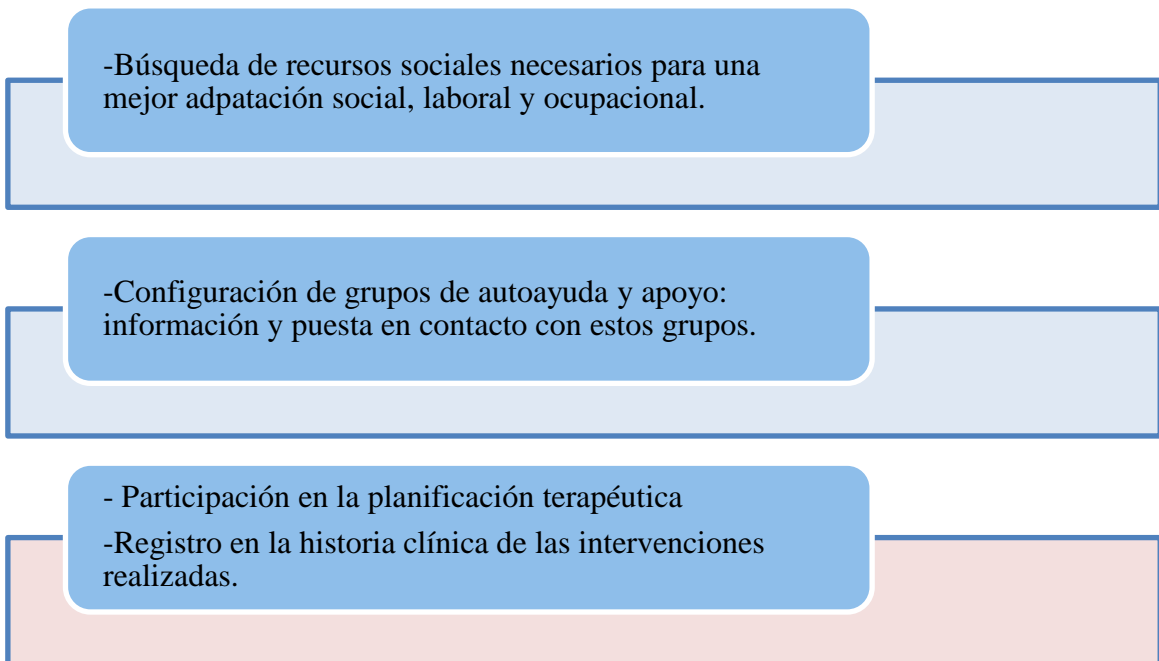 -Búsqueda de recursos sociales necesarios para una
mejor adpatación social, laboral y ocupacional.
-Configuración de grupos de autoayuda y apoyo:
información y puesta en contacto con estos grupos.
- Participación en la planificación terapéutica
-Registro en la historia clínica de las intervenciones
realizadas.